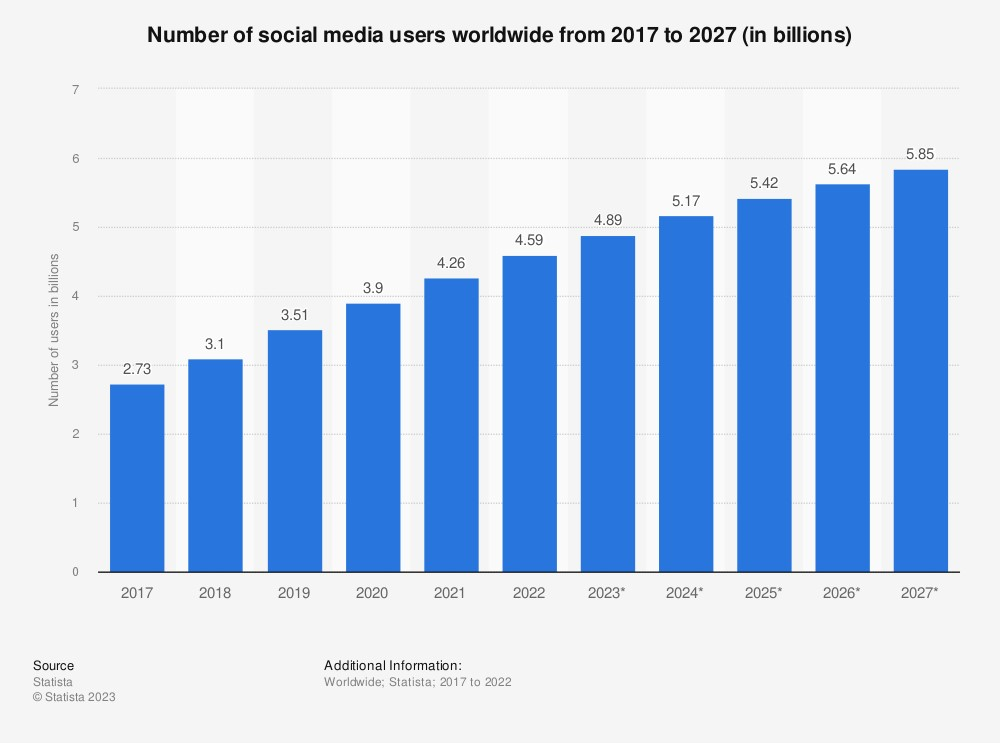 Number of social media users worldwide from 2017 to 2027 (in billions)
Number of users in billions
7
6
5
4
3
2
1
0
2.73
3.1
3.51
3.9
4.26
4.59
4.89
5.17
5.42
5.64
5.85
2017 2018 2019 2020 2021 2022 2023* 2024* 2025* 2026* 2027*
Source
Statista
© Statista 2023
Additional Information:
Worldwide; Statista; 2017 to 2022